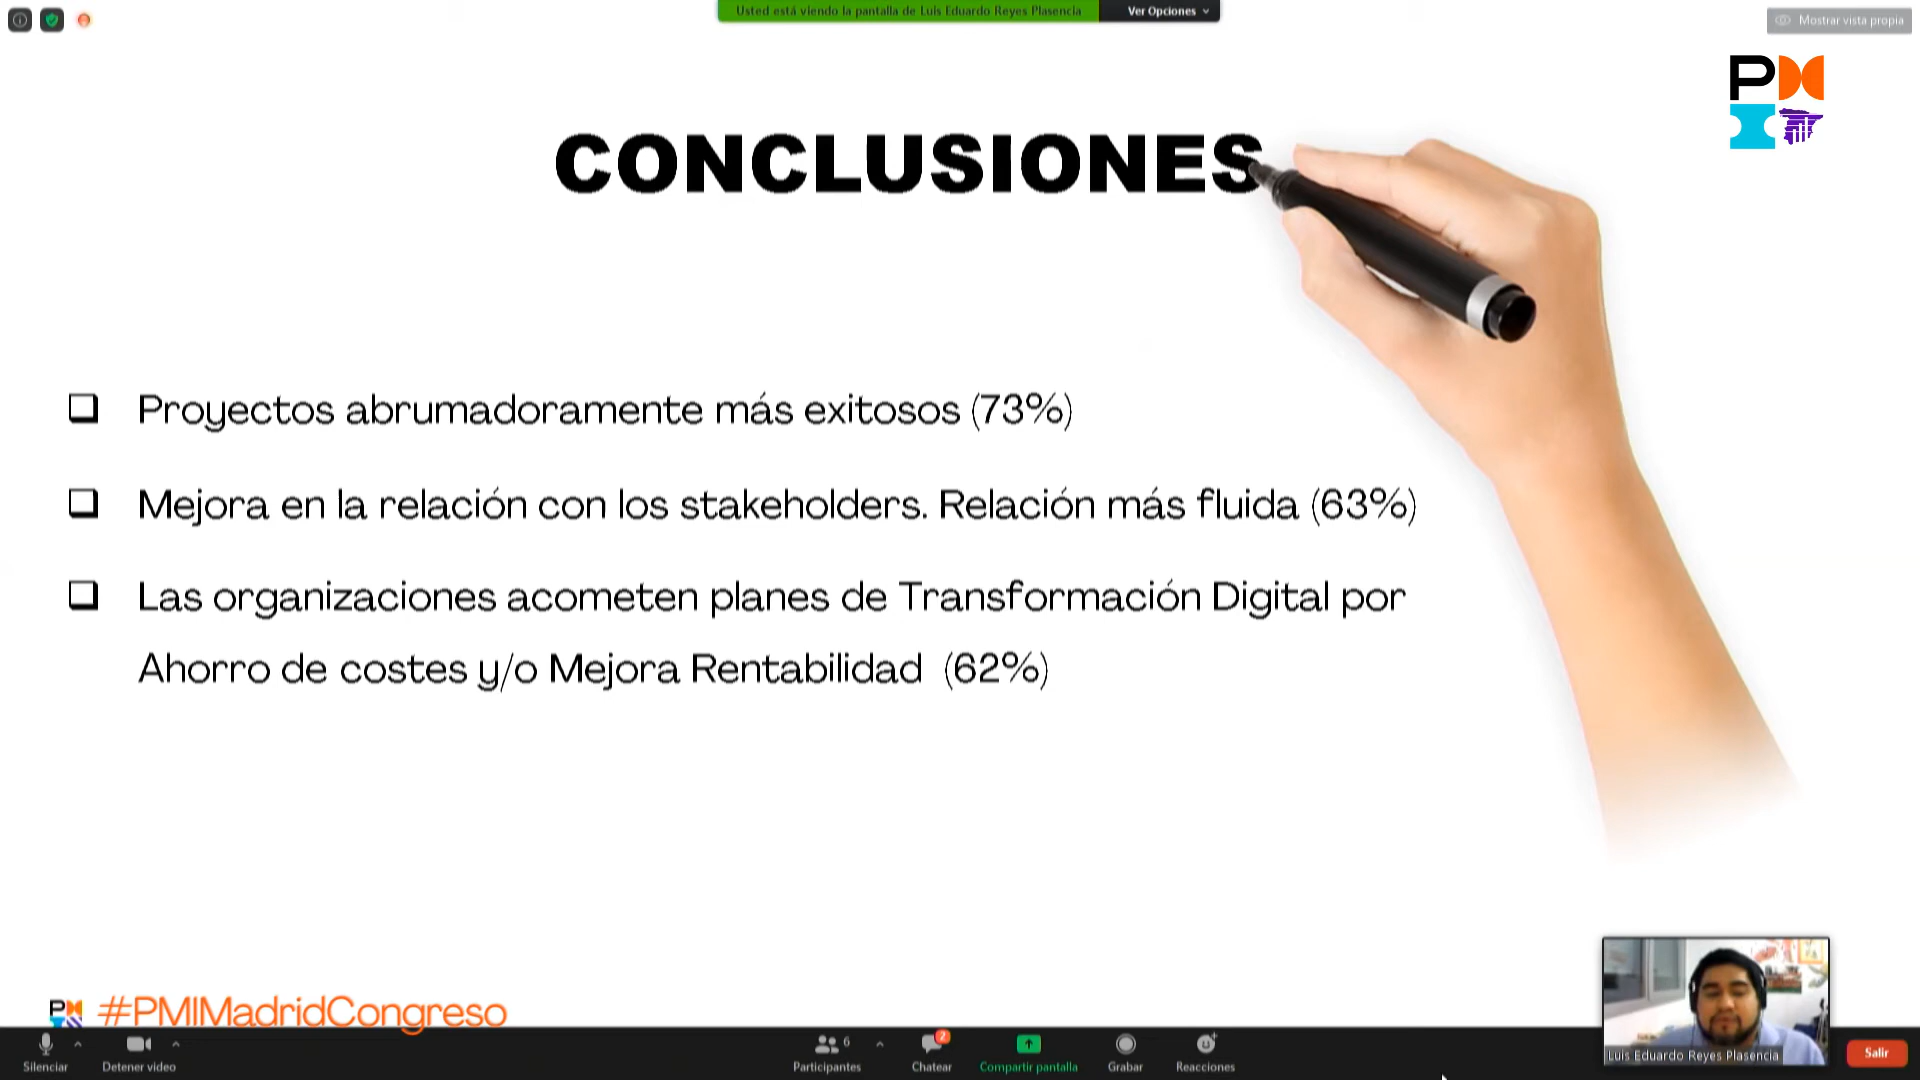 Usted está viendo la pantalla de Luis Eduardo Reyes Plasencia
Ver Opciones
Mostrar vista propia
PMI
CONCLUSIONES
Proyectos abrumadoramente más exitosos (73%)
Mejora en la relación con los stakeholders. Relación más fluida (63%)
Las organizaciones acometen planes de Transformación Digital por
Ahorro de costes y/o Mejora Rentabilidad (62%)
#PMIMadridCongreso
Luis Eduardo Reyes Plasencia
Silenciar
Detener video
6
Participantes
2
Chatear
Compartir pantalla
Grabar
Reacciones
Salir